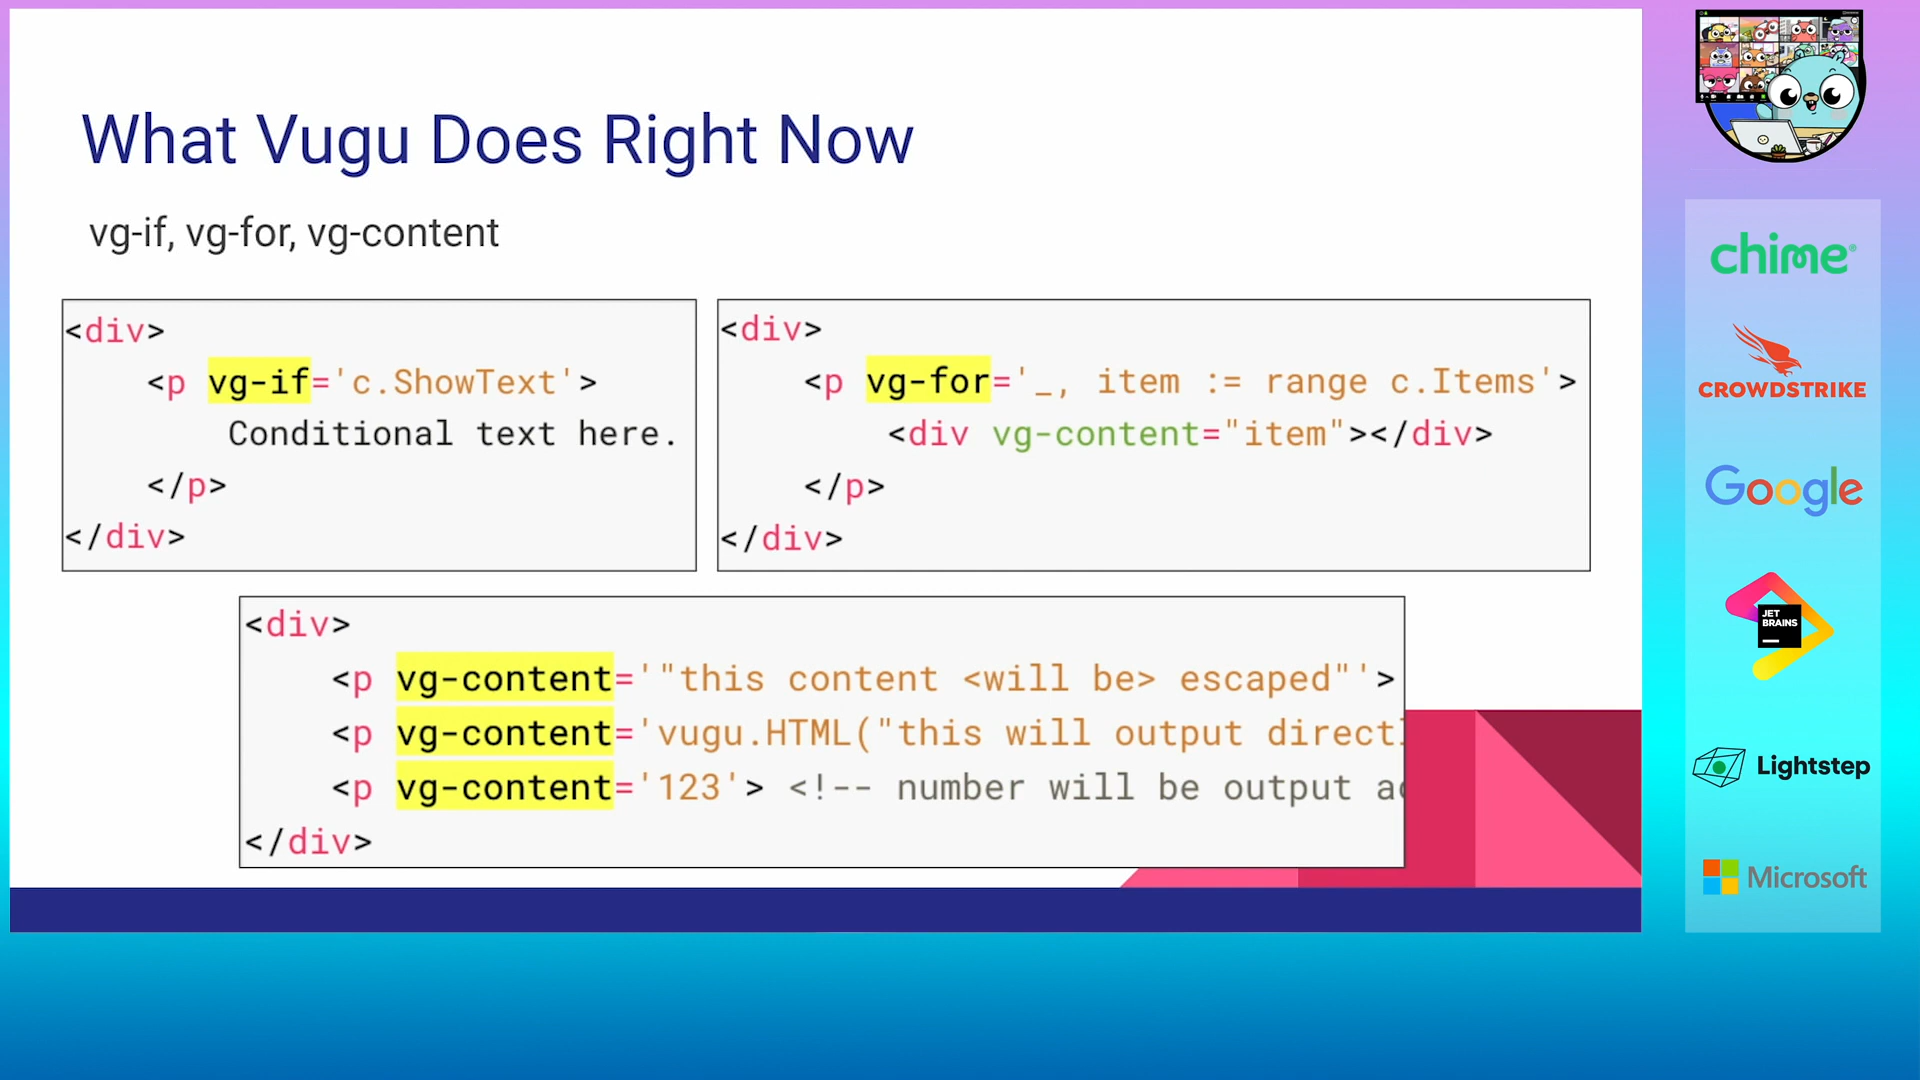 What Vugu Does Right Now
vg-if, vg-for, vg-content
<div>
<p vg-if='c.ShowText'>
Conditional text here.
</p>
</div>
<div>
<p vg-for='_, item := range c.Items'>
<div vg-content="item"></div>
</p>
</div>
<div>
<p vg-content='"this content <will be> escaped"'>
<p vg-content='vugu.HTML("this will output directl
<p vg-content='123'> <!-- number will be output
</div>
chime
CROWDSTRIKE
Google
JET
BRAINS
Lightstep
Microsoft